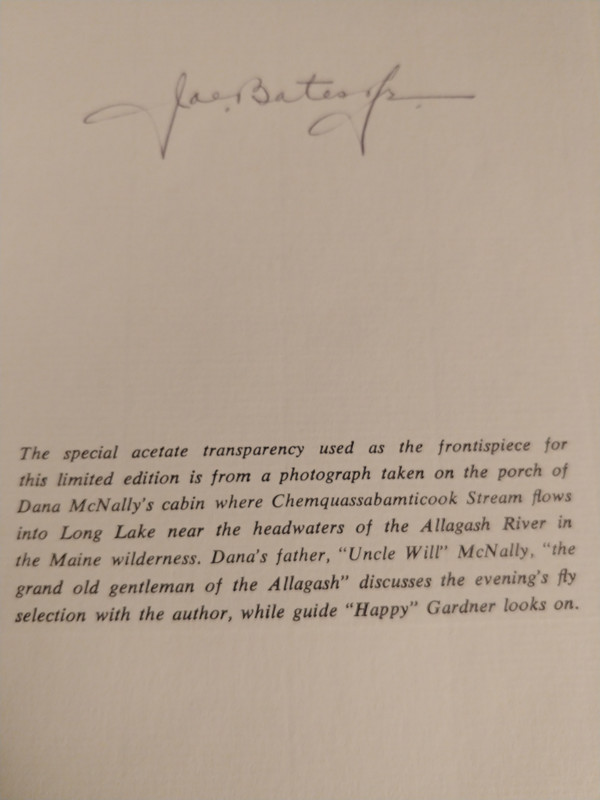 Joe. Bates Jr.
The special acetate transparency used as the frontispiece for
this limited edition is from a photograph taken on the porch of
Dana McNally's cabin where Chemquassabamticook Stream flows
into Long Lake near the headwaters of the Allagash River in
the Maine wilderness. Dana's father, "Uncle Will" McNally, "the
grand old gentleman of the Allagash" discusses the evening's fly
selection with the author, while guide "Happy" Gardner looks on.